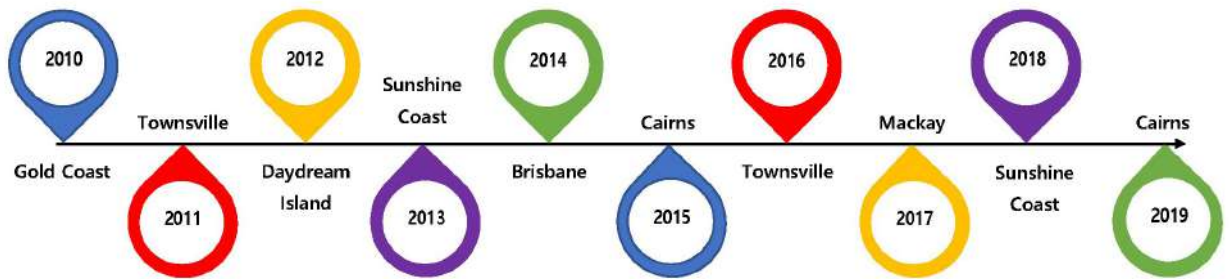 2010
Gold Coast
Townsville
2011
2012
Daydream
Island
Sunshine
Coast
2013
2014
Brisbane
Cairns
2015
2016
Townsville
Mackay
2017
2018
Sunshine
Coast
Cairns
2019